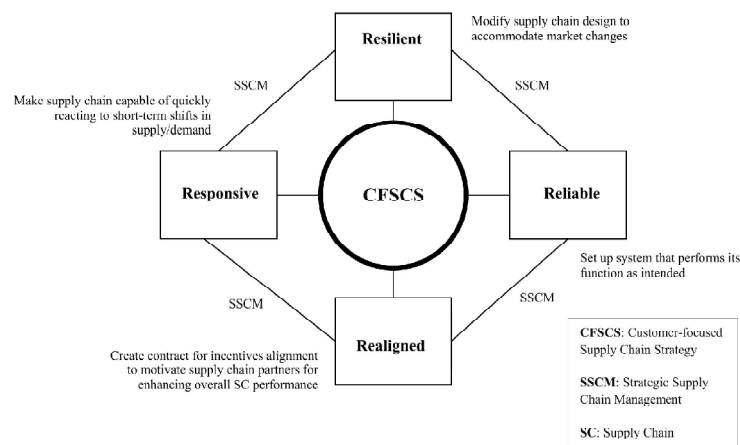 Resilient
Modify supply chain design to
accommodate market changes
SSCM
SSCM
Make supply chain capable of quickly
reacting to short-term shifts in
supply/demand
Responsive
CFSCS
Reliable
Set up system that performs its
function as intended
SSCM
SSCM
Realigned
Create contract for incentives alignment
to motivate supply chain partners for
enhancing overall SC performance
CFSCS: Customer-focused
Supply Chain Strategy
SSCM: Strategic Supply
Chain Management
SC: Supply Chain